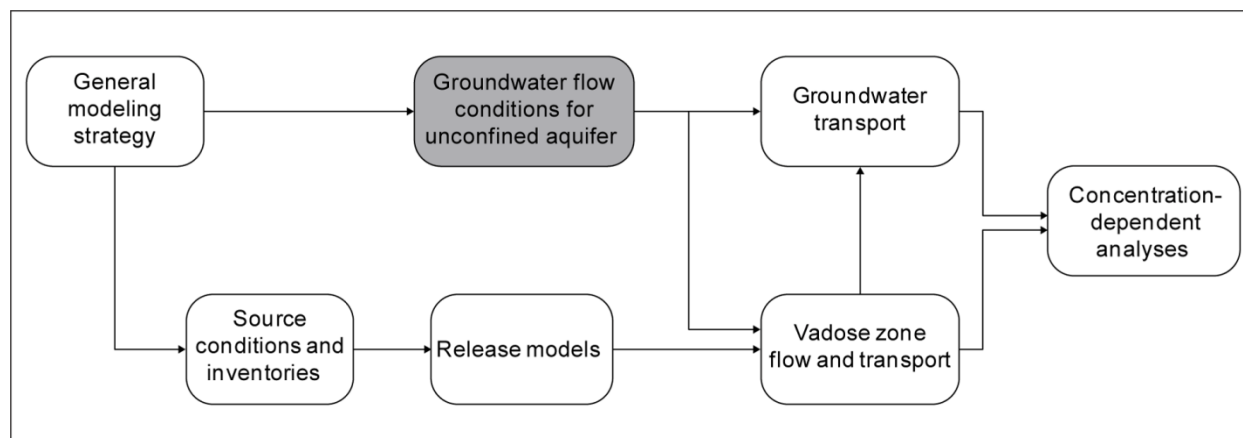 General
modeling
strategy
Groundwater flow
conditions for
unconfined aquifer
Groundwater
transport
Concentration-
dependent
analyses
Source
conditions and
inventories
Release models
Vadose zone
flow and transport